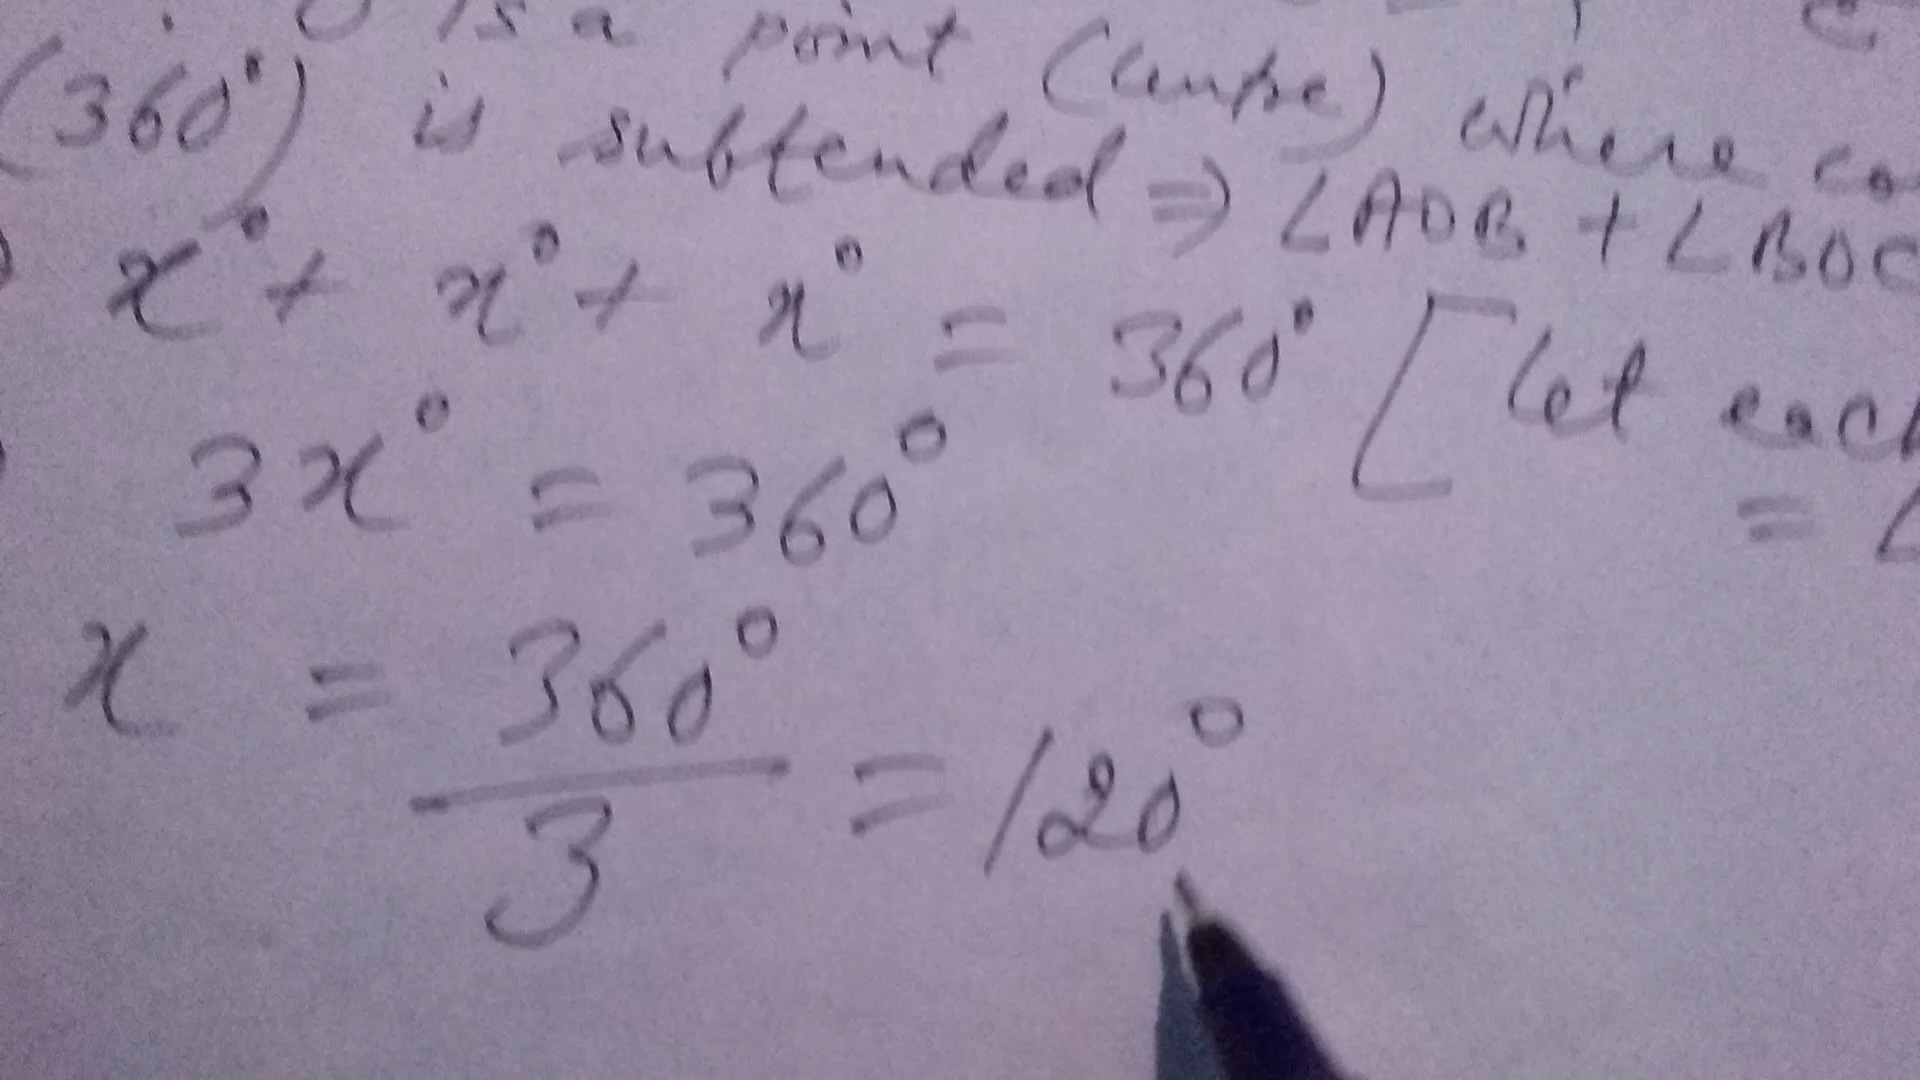 is a point (centre) where
(360°) is subtended ⇒ ∠AOB + ∠BOC
x° + x° + x° = 360° [Let each
3x° = 360° = ∠
x = 360°/3 = 120°